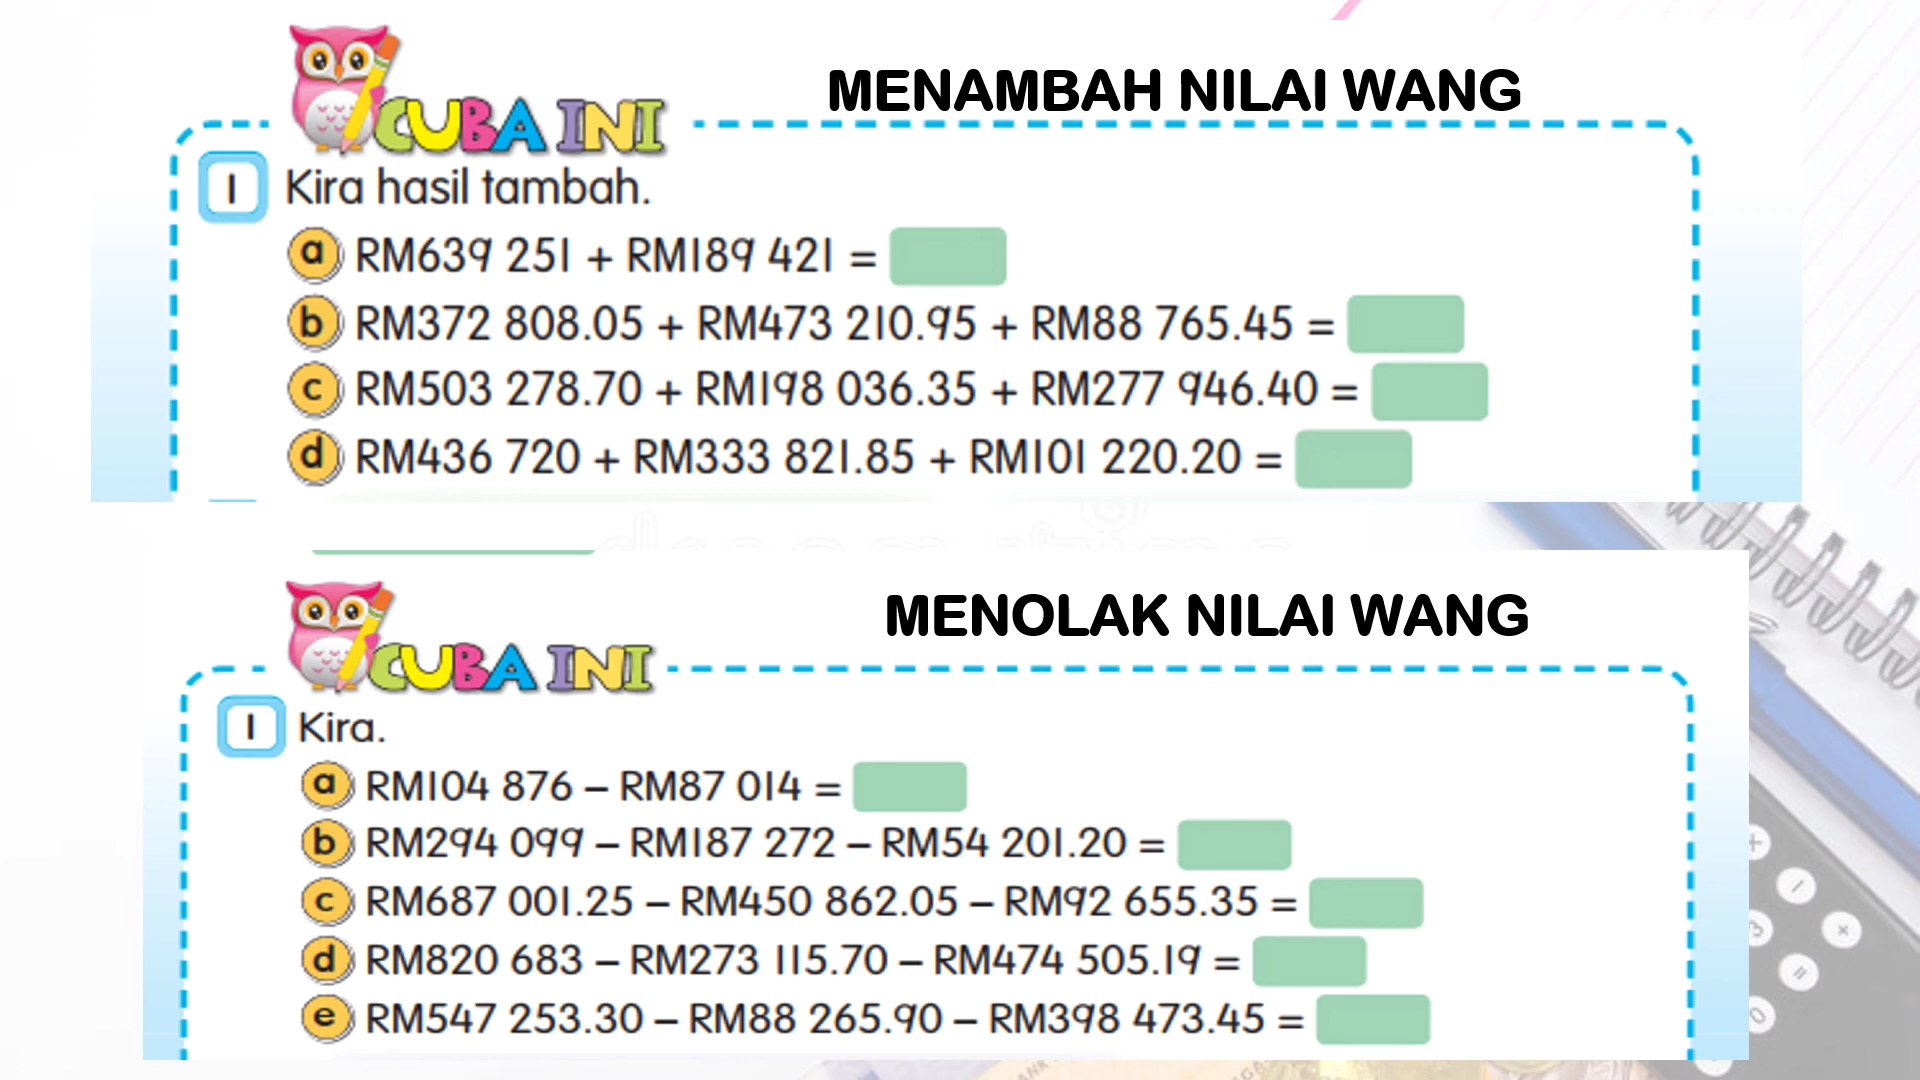 MENAMBAH NILAI WANG
CUBA INI
1 Kira hasil tambah.
a RM639 251 + RM189 421 =
b RM372 808.05 + RM473 210.95 + RM88 765.45 =
c RM503 278.70 + RM198 036.35 + RM277 946.40 =
d RM436 720 + RM333 821.85 + RM101 220.20 =
MENOLAK NILAI WANG
CUBA INI
1 Kira.
a RM104 876 – RM87 014 =
b RM294 099 – RM187 272 – RM54 201.20 =
c RM687 001.25 – RM450 862.05 – RM92 655.35 =
d RM820 683 – RM273 115.70 – RM474 505.19 =
e RM547 253.30 – RM88 265.90 – RM398 473.45 =